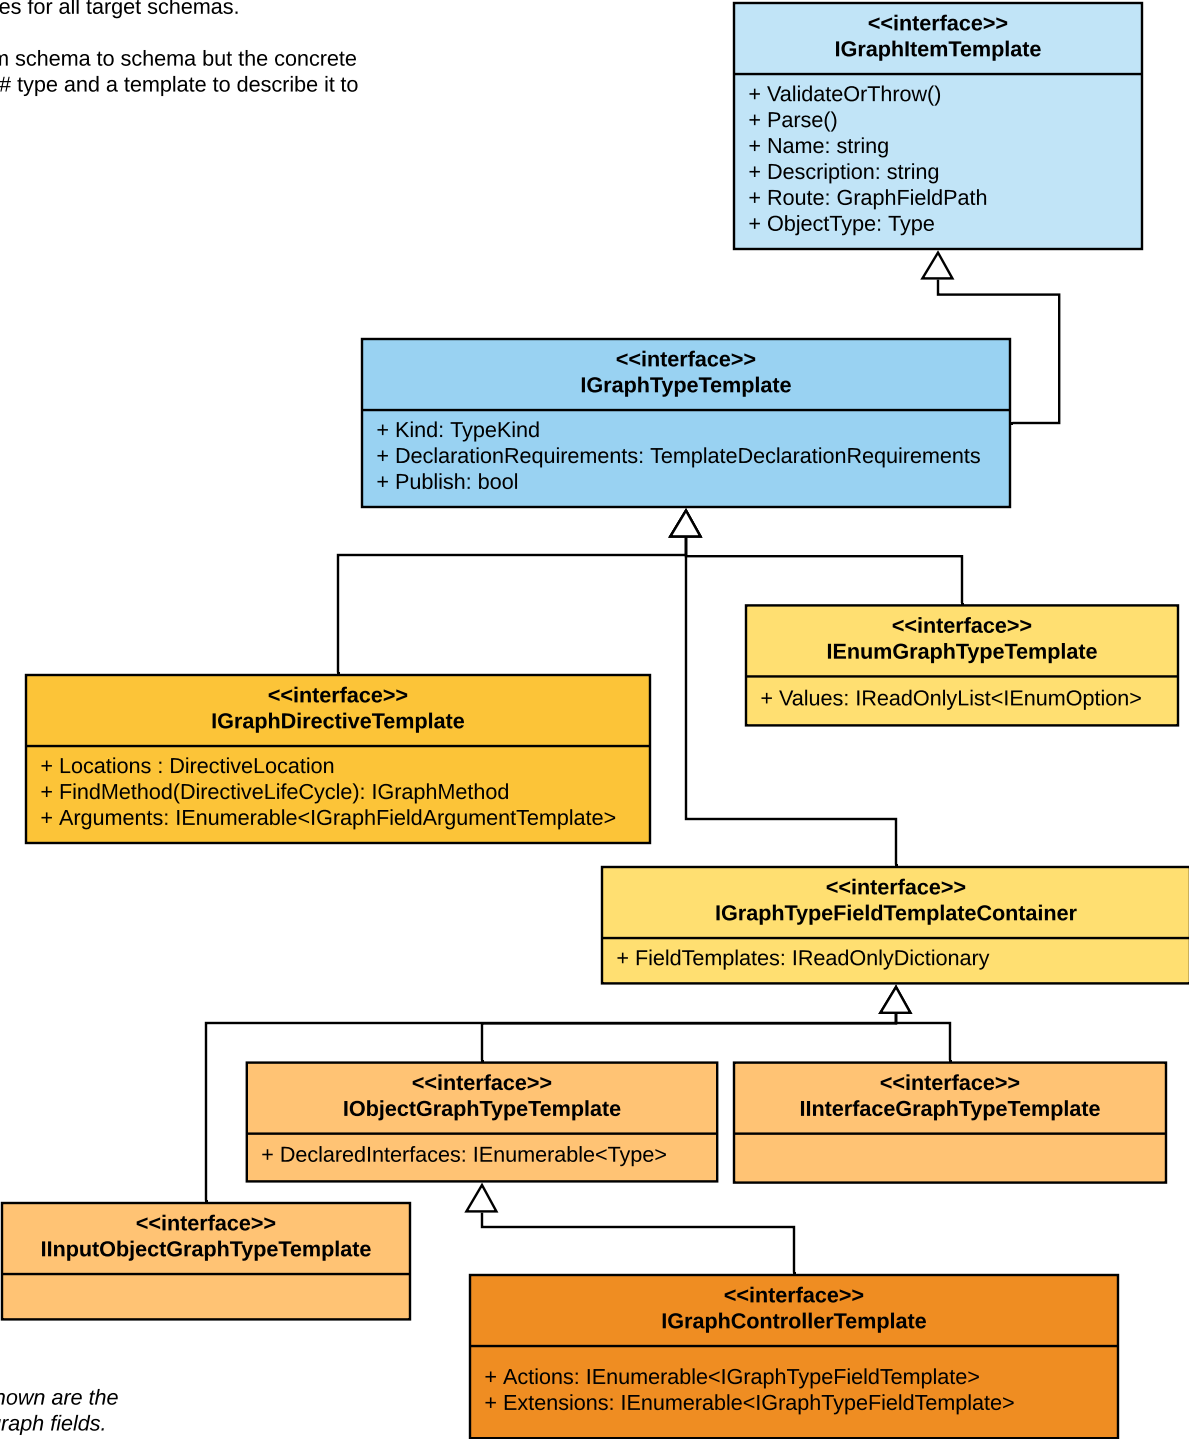 es for all target schemas.
schema to schema but the concrete
# type and a template to describe it to
<<interface>>
IGraphItemTemplate
+ ValidateOrThrow()
+ Parse()
+ Name: string
+ Description: string
+ Route: GraphFieldPath
+ ObjectType: Type
<<interface>>
IGraphTypeTemplate
+ Kind: TypeKind
+ DeclarationRequirements: TemplateDeclarationRequirements
+ Publish: bool
<<interface>>
IEnumGraphTypeTemplate
+ Values: IReadOnlyList<IEnumOption>
<<interface>>
IGraphDirectiveTemplate
+ Locations : DirectiveLocation
+ FindMethod(DirectiveLifeCycle): IGraphMethod
+ Arguments: IEnumerable<IGraphFieldArgumentTemplate>
<<interface>>
IGraphTypeFieldTemplateContainer
+ FieldTemplates: IReadOnlyDictionary
<<interface>>
IObjectGraphTypeTemplate
+ DeclaredInterfaces: IEnumerable<Type>
<<interface>>
IInterfaceGraphTypeTemplate
<<interface>>
IInputObjectGraphTypeTemplate
<<interface>>
IGraphControllerTemplate
+ Actions: IEnumerable<IGraphTypeFieldTemplate>
+ Extensions: IEnumerable<IGraphTypeFieldTemplate>
hown are the
raph fields.